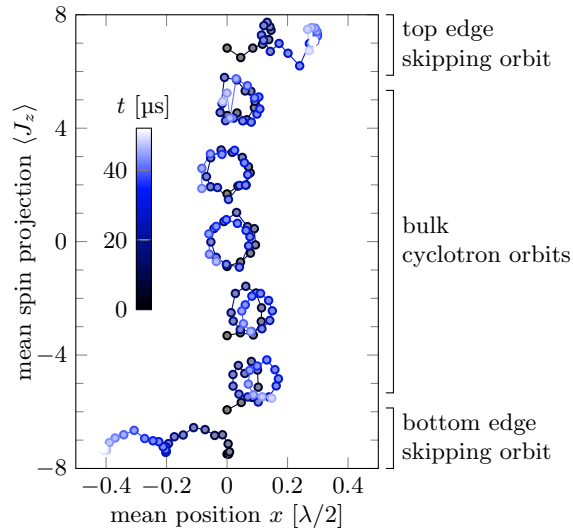 8
4
0
−4
−8
mean spin projection ⟨J_z⟩
t [µs]
40
20
0
top edge
skipping orbit
bulk
cyclotron orbits
bottom edge
skipping orbit
−0.4 −0.2 0 0.2 0.4
mean position x [λ/2]